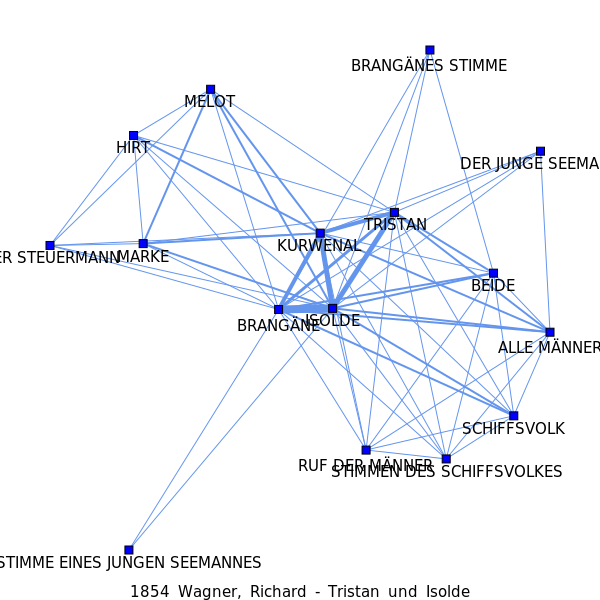 BRANGÄNES STIMME
MELOT
HIRT
DER JUNGE SEEMA
TRISTAN
KURWENAL
ER STEUERMANN
MARKE
BEIDE
BRANGÄNE
ISOLDE
ALLE MÄNNER
SCHIFFSVOLK
RUF DER MÄNNER
STIMMEN DES SCHIFFSVOLKES
STIMME EINES JUNGEN SEEMANNES
1854 Wagner, Richard - Tristan und Isolde